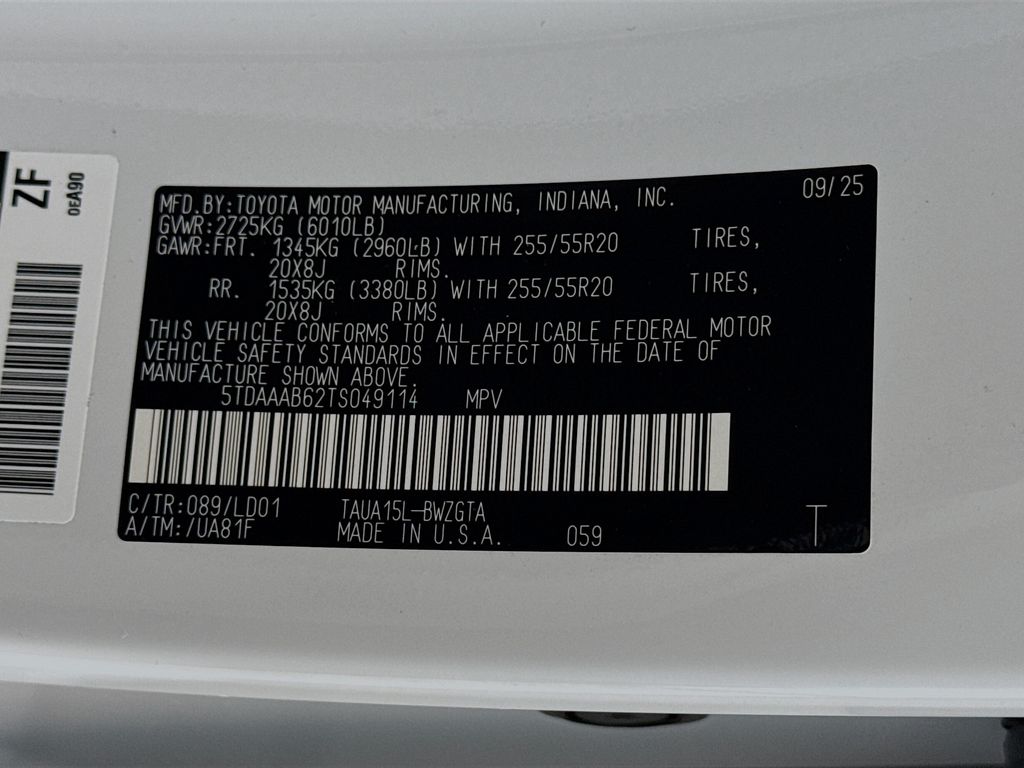 ZF
0EA90
MFD.BY:TOYOTA MOTOR MANUFACTURING, INDIANA, INC. 09/25
GVWR:2725KG (6010LB)
GAWR:FRT. 1345KG (2960LB) WITH 255/55R20 TIRES,
20X8J RIMS.
RR. 1535KG (3380LB) WITH 255/55R20 TIRES,
20X8J RIMS.
THIS VEHICLE CONFORMS TO ALL APPLICABLE FEDERAL MOTOR
VEHICLE SAFETY STANDARDS IN EFFECT ON THE DATE OF
MANUFACTURE SHOWN ABOVE.
5TDAAAB62TS049114 MPV
C/TR:089/LD01 TAUA15L-BWZGTA
A/TM:/UA81F MADE IN U.S.A. 059 T